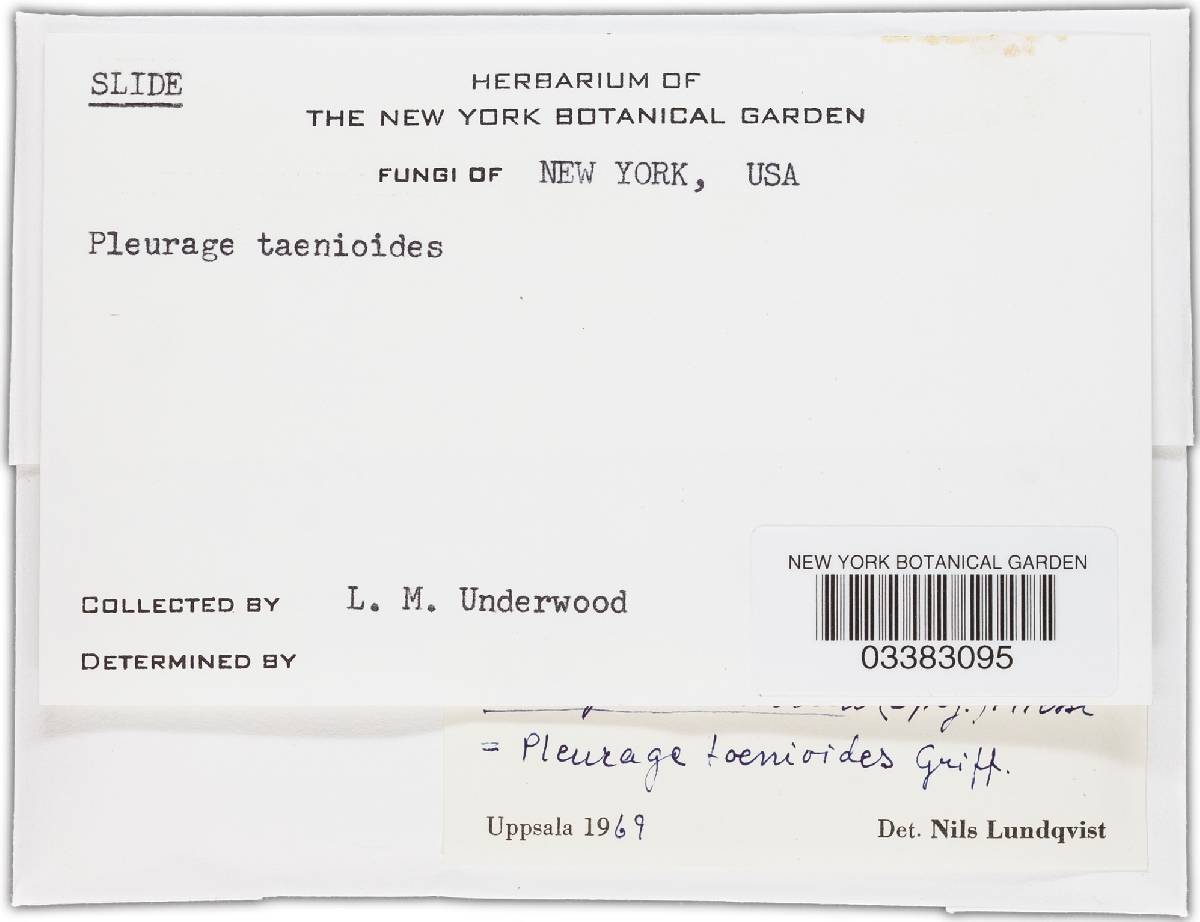 SLIDE
HERBARIUM OF
THE NEW YORK BOTANICAL GARDEN
FUNGI OF NEW YORK, USA
Pleurage taenioides
COLLECTED BY L. M. Underwood
DETERMINED BY
NEW YORK BOTANICAL GARDEN
03383095
= Pleurage taenioides Griff.
Uppsala 1969 Det. Nils Lundqvist